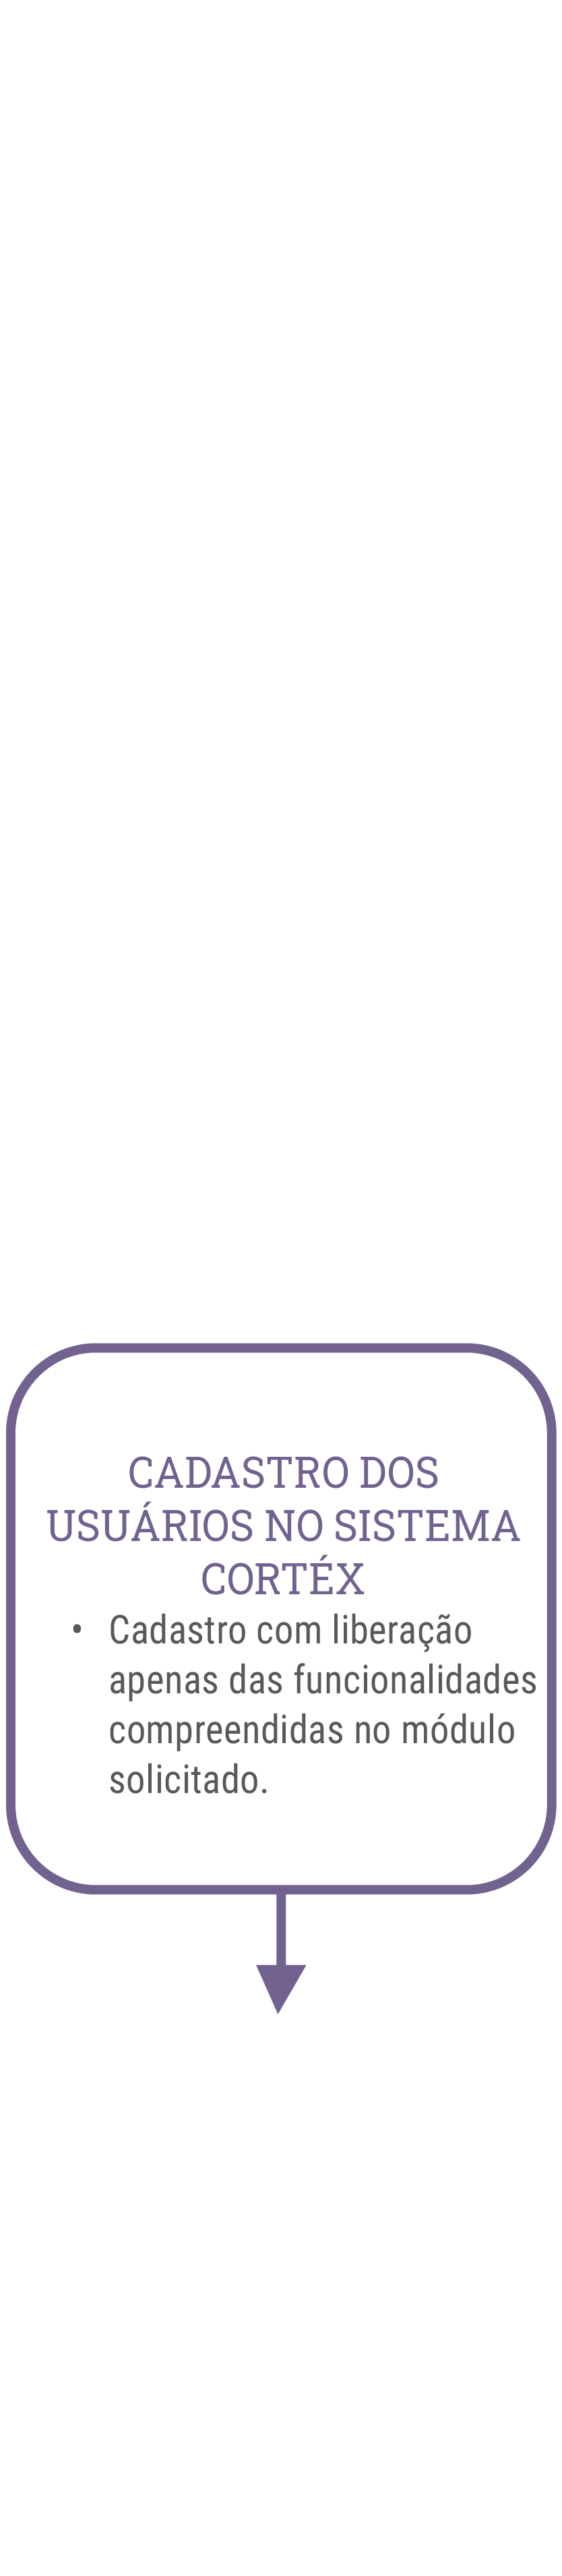 CADASTRO DOS
USUÁRIOS NO SISTEMA
CORTÉX
• Cadastro com liberação
apenas das funcionalidades
compreendidas no módulo
solicitado.